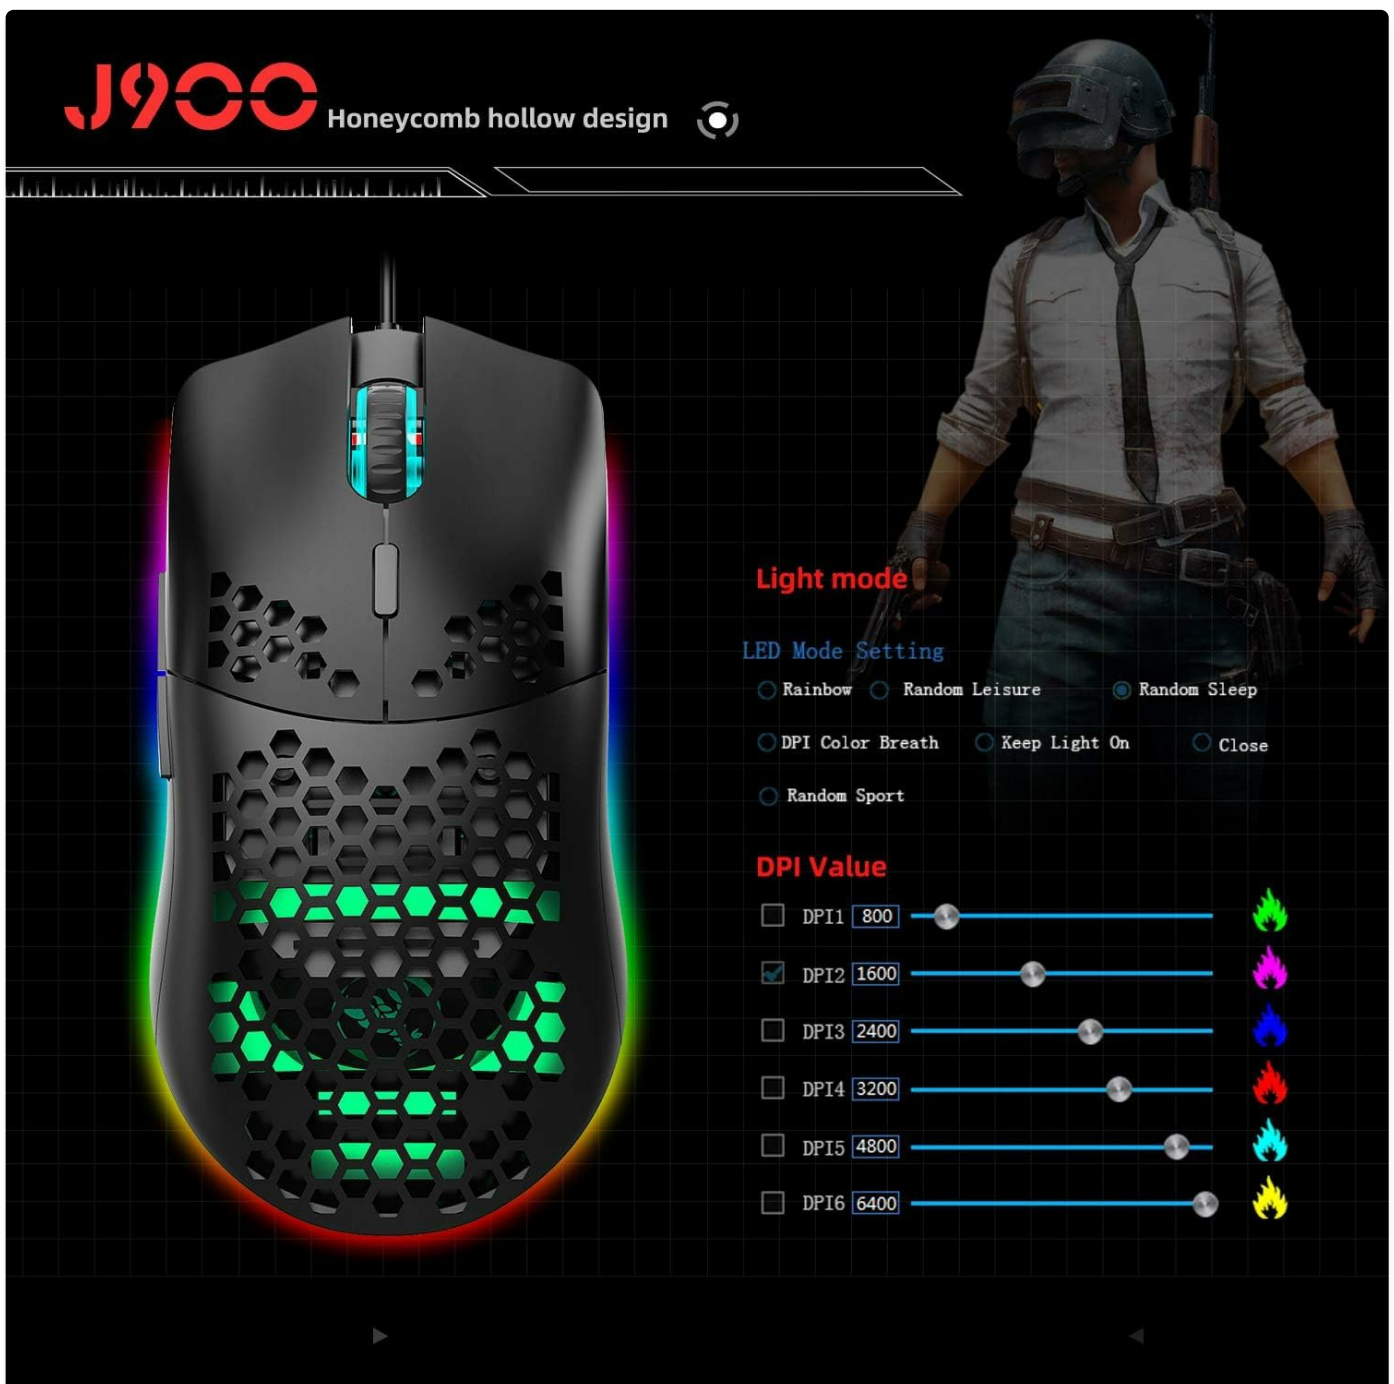 J900 Honeycomb hollow design
Light mode
LED Mode Setting
Rainbow Random Leisure Random Sleep
DPI Color Breath Keep Light On Close
Random Sport
DPI Value
DPI1 800
DPI2 1600
DPI3 2400
DPI4 3200
DPI5 4800
DPI6 6400